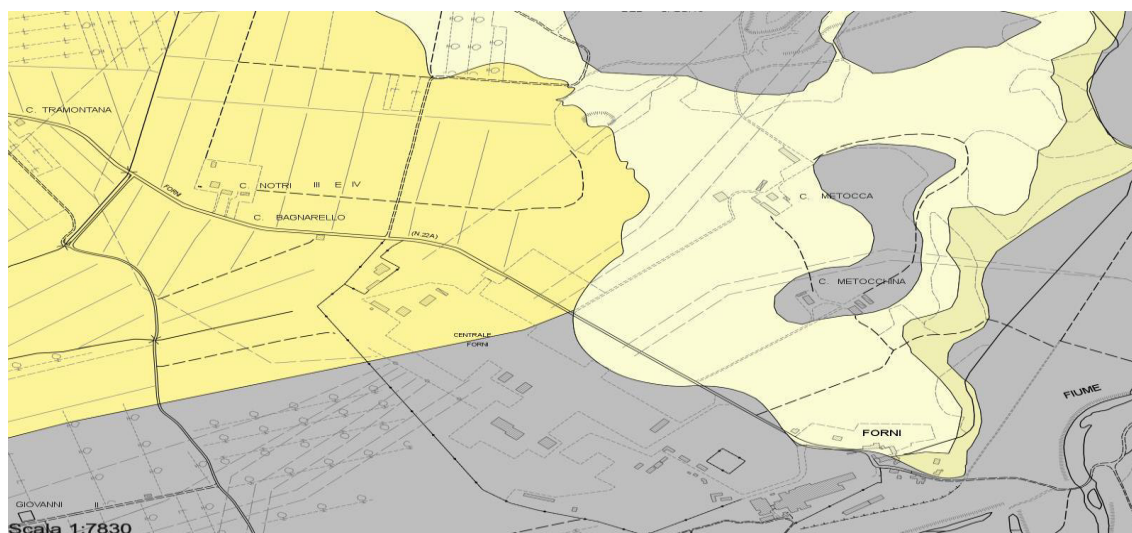 C. TRAMONTANA
FORNI
C. NOTRI III E IV
C. BAGNARELLO
(N.22A)
C. METOCCA
C. METOCCHINA
CENTRALE
FORNI
FIUME
FORNI
GIOVANNI II
Scala 1:7830